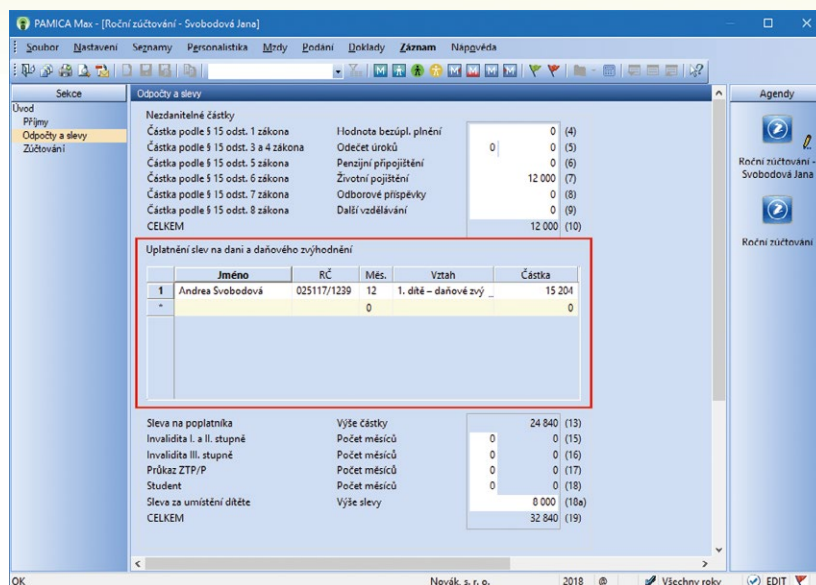 PAMICA Max - [Roční zúčtování - Svobodová Jana]
Soubor Nastavení Seznamy Personalistika Mzdy Podání Doklady Záznam Nápověda
Sekce
Úvod
Příjmy
Odpočty a slevy
Zúčtování
Odpočty a slevy
Nezdanitelné částky
Částka podle § 15 odst. 1 zákona Hodnota bezúpl. plnění 0 (4)
Částka podle § 15 odst. 3 a 4 zákona Odečet úroků 0 0 (5)
Částka podle § 15 odst. 5 zákona Penzijní připojištění 0 (6)
Částka podle § 15 odst. 6 zákona Životní pojištění 12 000 (7)
Částka podle § 15 odst. 7 zákona Odborové příspěvky 0 (8)
Částka podle § 15 odst. 8 zákona Další vzdělávání 0 (9)
CELKEM 12 000 (10)
Uplatnění slev na dani a daňového zvýhodnění
Jméno RČ Měs. Vztah Částka
1 Andrea Svobodová 025117/1239 12 1. dítě – daňové zvý _ 15 204
* 0 0
Sleva na poplatníka Výše částky 24 840 (13)
Invalidita I. a II. stupně Počet měsíců 0 0 (15)
Invalidita III. stupně Počet měsíců 0 0 (16)
Průkaz ZTP/P Počet měsíců 0 0 (17)
Student Počet měsíců 0 0 (18)
Sleva za umístění dítěte Výše slevy 8 000 (18a)
CELKEM 32 840 (19)
Agendy
Roční zúčtování -
Svobodová Jana
Roční zúčtování
OK Novák, s. r. o. 2018 @ Všechny roky EDIT